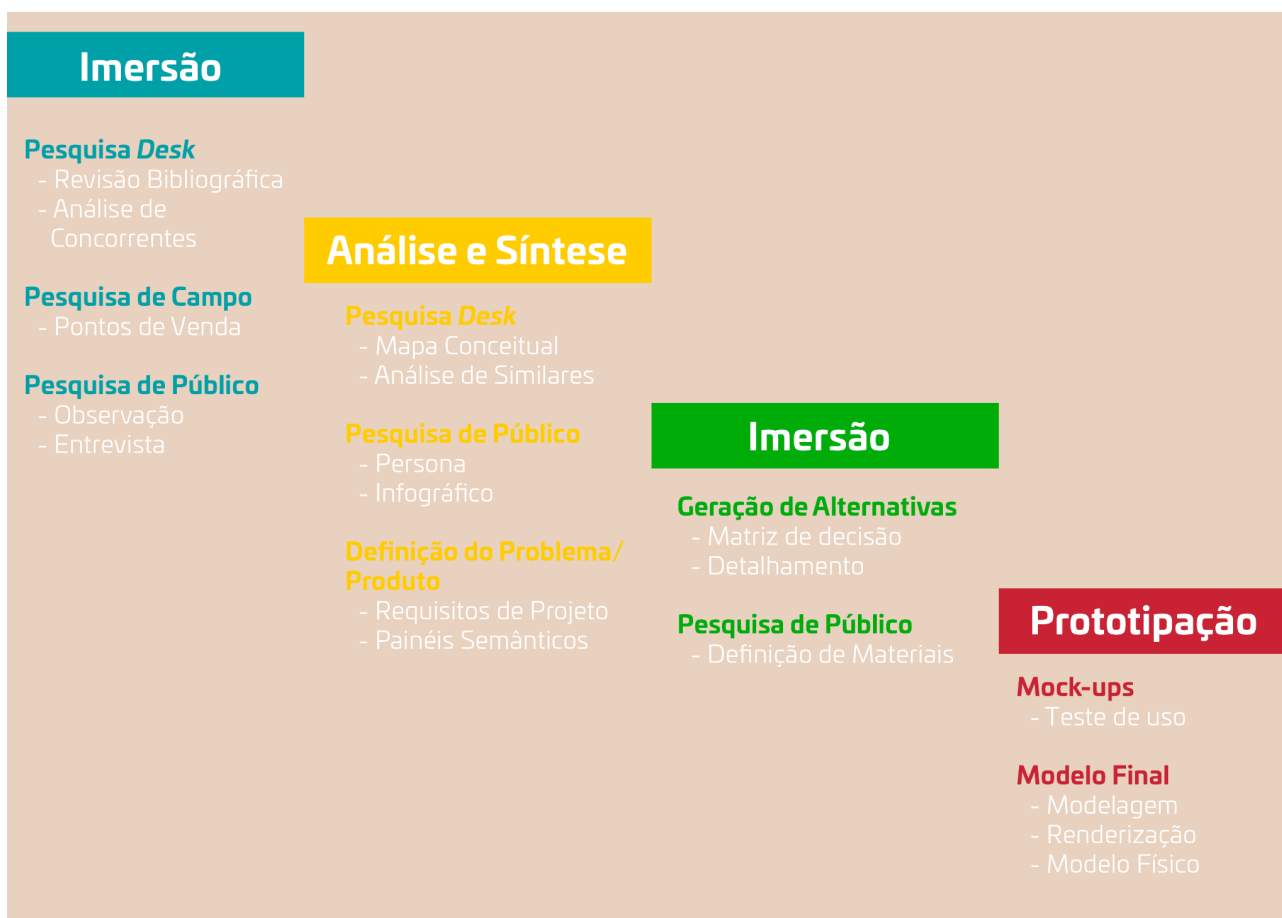 Imersão
Pesquisa Desk
- Revisão Bibliográfica
- Análise de
Concorrentes
Pesquisa de Campo
- Pontos de Venda
Pesquisa de Público
- Observação
- Entrevista
Análise e Síntese
Pesquisa Desk
- Mapa Conceitual
- Análise de Similares
Pesquisa de Público
- Persona
- Infográfico
Definição do Problema/
Produto
- Requisitos de Projeto
- Painéis Semânticos
Imersão
Geração de Alternativas
- Matriz de decisão
- Detalhamento
Pesquisa de Público
- Definição de Materiais
Prototipação
Mock-ups
- Teste de uso
Modelo Final
- Modelagem
- Renderização
- Modelo Físico